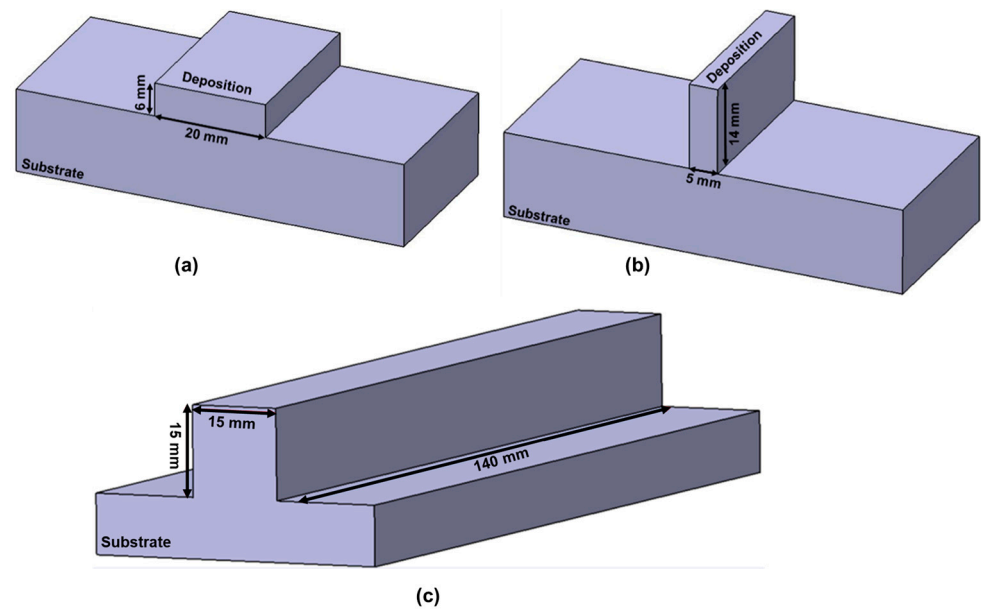 Deposition
6 mm
20 mm
Substrate
(a)
Deposition
14 mm
5 mm
Substrate
(b)
15 mm
15 mm
140 mm
Substrate
(c)